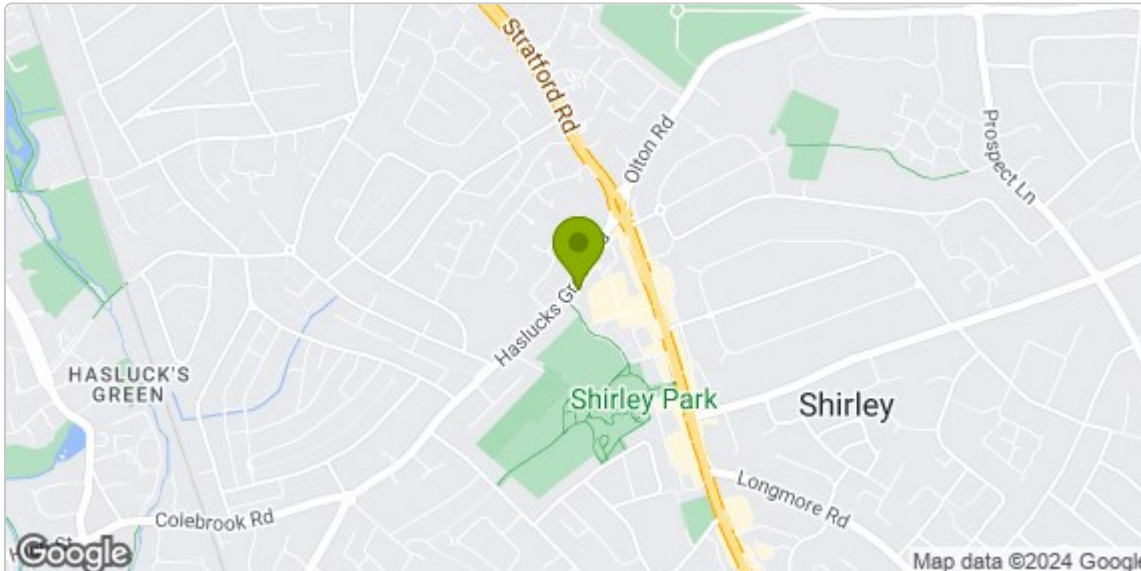 Stratford Rd
Olton Rd
Prospect Ln
Haslucks Gr
HASLUCK'S
GREEN
Shirley Park
Shirley
Longmore Rd
Colebrook Rd
Google
Map data ©2024 Google